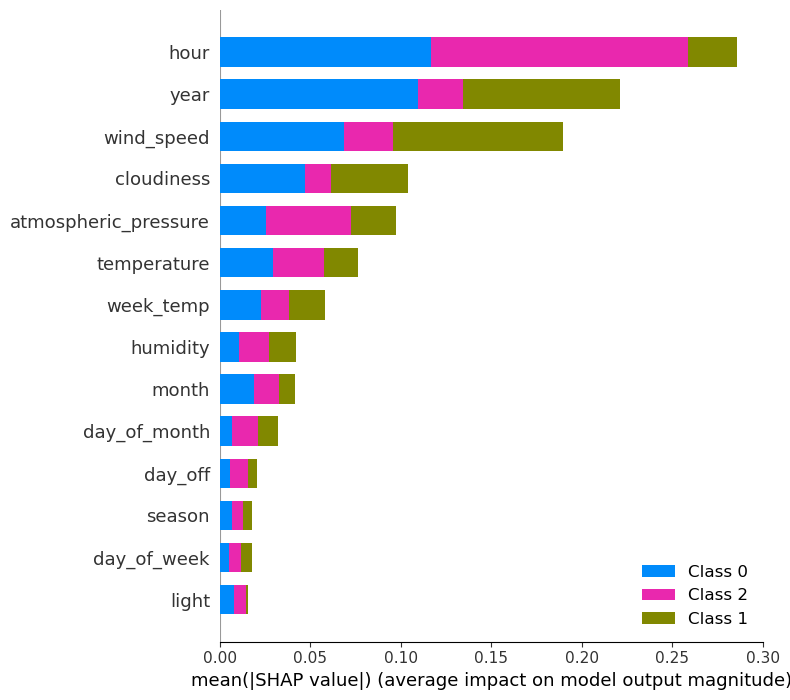 hour
year
wind_speed
cloudiness
atmospheric_pressure
temperature
week_temp
humidity
month
day_of_month
day_off
season
day_of_week
light
Class 0
Class 2
Class 1
0.00 0.05 0.10 0.15 0.20 0.25 0.30
mean(|SHAP value|) (average impact on model output magnitude)